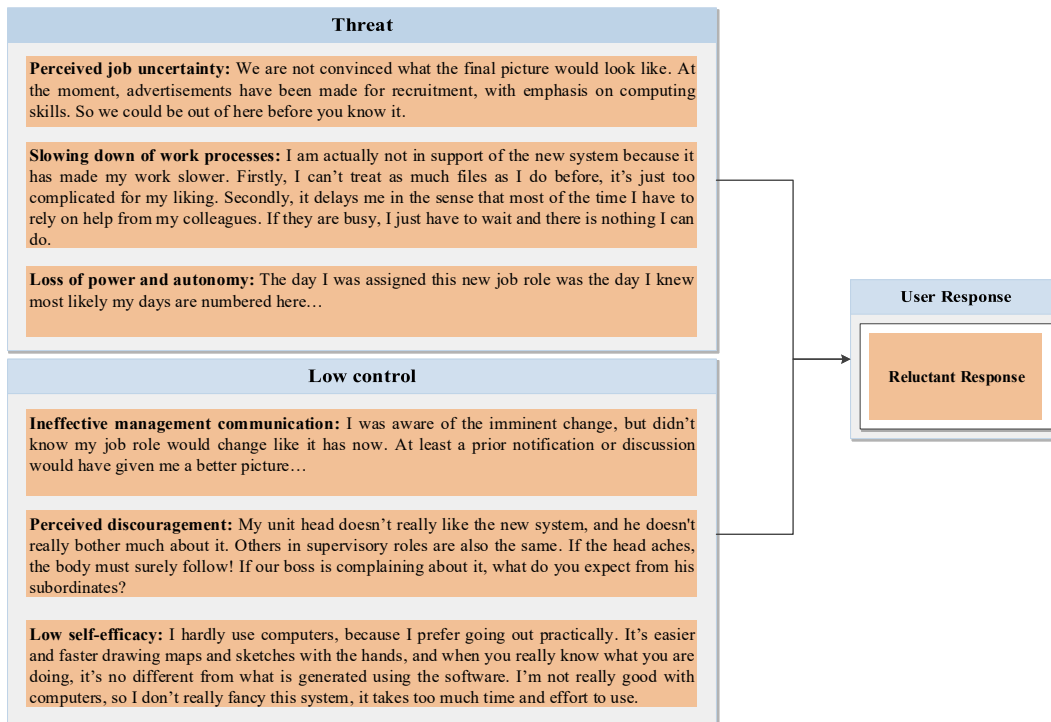 Threat
Perceived job uncertainty: We are not convinced what the final picture would look like. At
the moment, advertisements have been made for recruitment, with emphasis on computing
skills. So we could be out of here before you know it.
Slowing down of work processes: I am actually not in support of the new system because it
has made my work slower. Firstly, I can’t treat as much files as I do before, it’s just too
complicated for my liking. Secondly, it delays me in the sense that most of the time I have to
rely on help from my colleagues. If they are busy, I just have to wait and there is nothing I can
do.
Loss of power and autonomy: The day I was assigned this new job role was the day I knew
most likely my days are numbered here…
Low control
Ineffective management communication: I was aware of the imminent change, but didn’t
know my job role would change like it has now. At least a prior notification or discussion
would have given me a better picture…
Perceived discouragement: My unit head doesn’t really like the new system, and he doesn't
really bother much about it. Others in supervisory roles are also the same. If the head aches,
the body must surely follow! If our boss is complaining about it, what do you expect from his
subordinates?
Low self-efficacy: I hardly use computers, because I prefer going out practically. It’s easier
and faster drawing maps and sketches with the hands, and when you really know what you are
doing, it’s no different from what is generated using the software. I’m not really good with
computers, so I don’t really fancy this system, it takes too much time and effort to use.
User Response
Reluctant Response